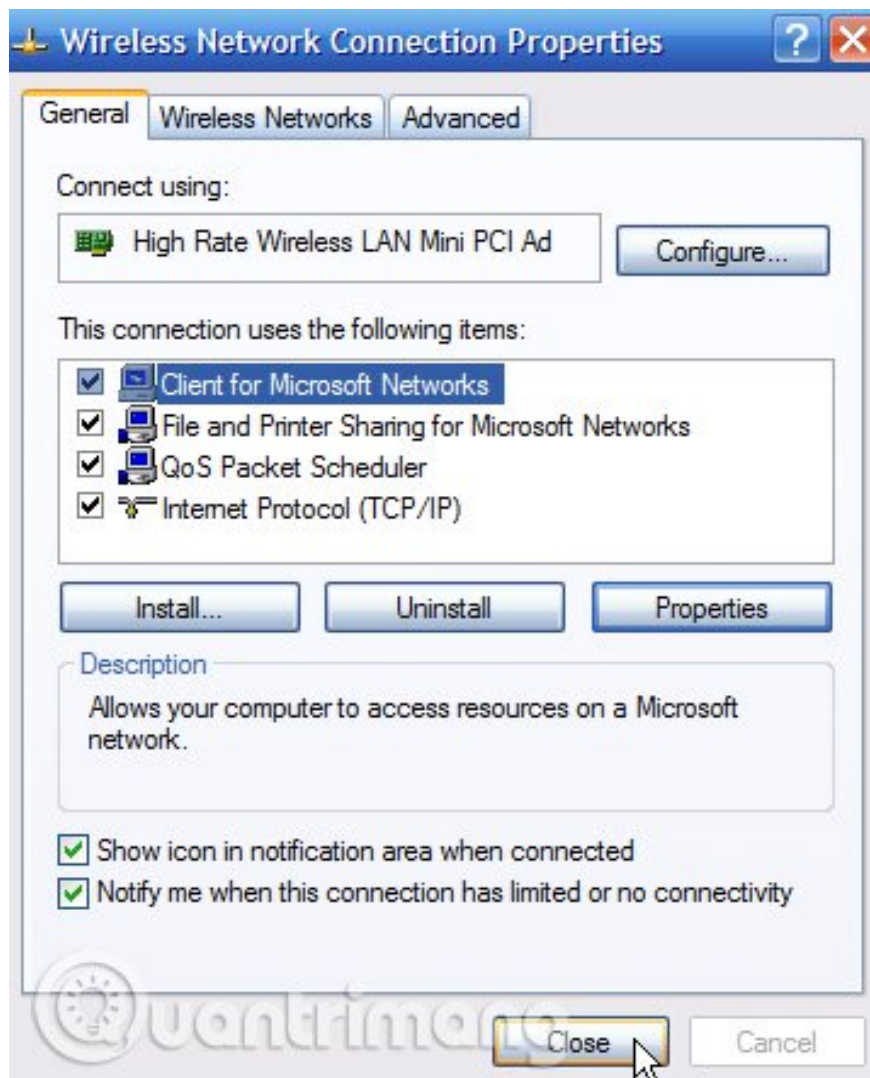 Wireless Network Connection Properties
General Wireless Networks Advanced
Connect using:
High Rate Wireless LAN Mini PCI Ad
Configure...
This connection uses the following items:
Client for Microsoft Networks
File and Printer Sharing for Microsoft Networks
QoS Packet Scheduler
Internet Protocol (TCP/IP)
Install... Uninstall Properties
Description
Allows your computer to access resources on a Microsoft
network.
Show icon in notification area when connected
Notify me when this connection has limited or no connectivity
Quantrimang
Close Cancel